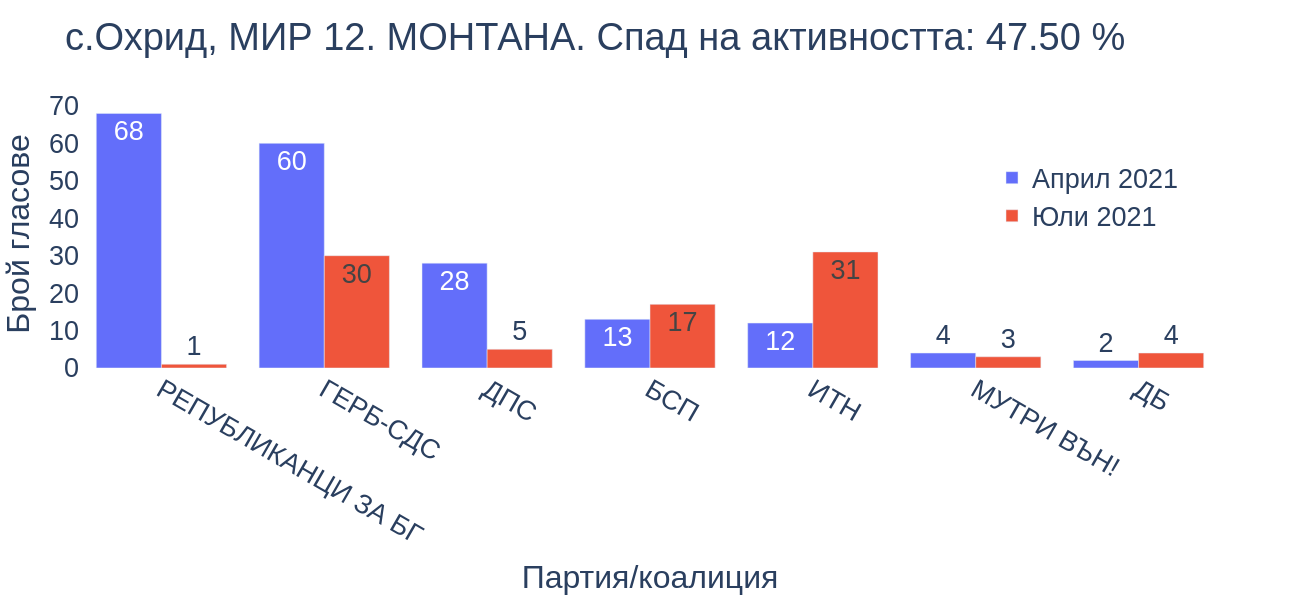 с.Охрид, МИР 12. МОНТАНА. Спад на активността: 47.50 %
Брой гласове
70
60
50
40
30
20
10
0
68
1
60
30
28
5
13
17
12
31
4
3
2
4
Април 2021
Юли 2021
РЕПУБЛИКАНЦИ ЗА БГ
ГЕРБ-СДС
ДПС
БСП
ИТН
МУТРИ ВЪН!
ДБ
Партия/коалиция